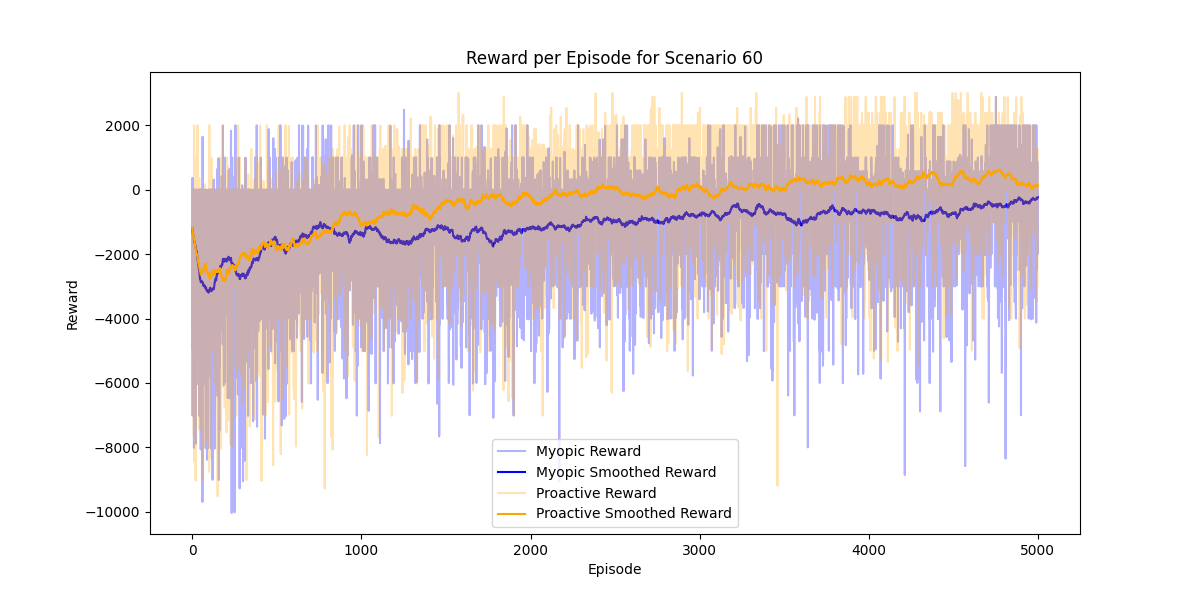 Reward per Episode for Scenario 60
2000
0
−2000
−4000
−6000
−8000
−10000
Reward
Myopic Reward
Myopic Smoothed Reward
Proactive Reward
Proactive Smoothed Reward
0 1000 2000 3000 4000 5000
Episode